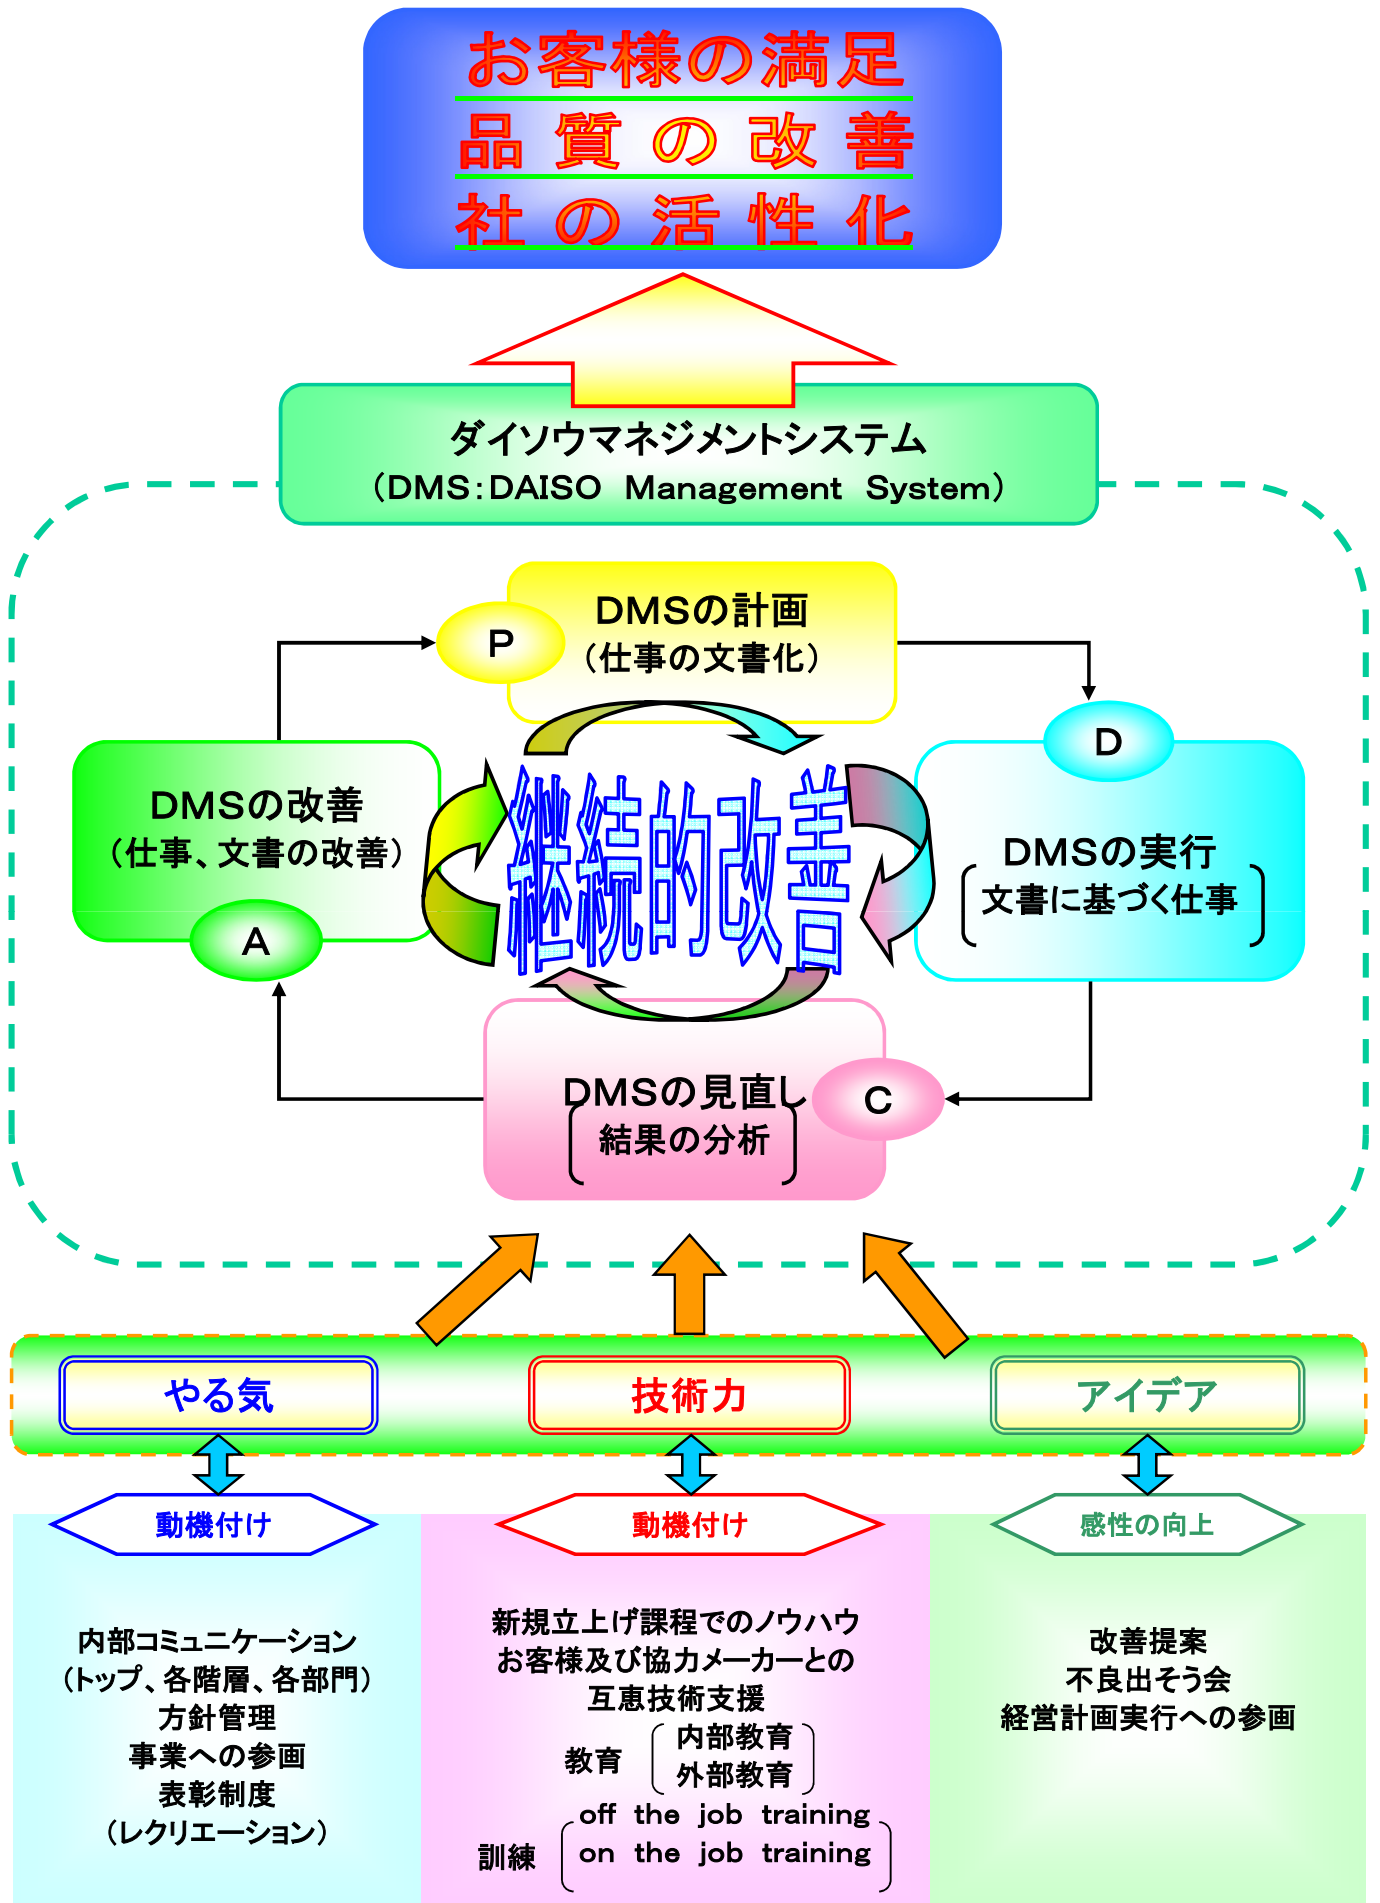 お客様の満足
品質の改善
社の活性化
ダイソウマネジメントシステム
（DMS：DAISO Management System）
P
DMSの計画
（仕事の文書化）
D
DMSの実行
文書に基づく仕事
DMSの改善
（仕事、文書の改善）
A
継続的改善
DMSの見直し
結果の分析
C
やる気
技術力
アイデア
動機付け
動機付け
感性の向上
内部コミュニケーション
（トップ、各階層、各部門）
方針管理
事業への参画
表彰制度
（レクリエーション）
新規立上げ課程でのノウハウ
お客様及び協力メーカーとの
互恵技術支援
教育
内部教育
外部教育
訓練
off the job training
on the job training
改善提案
不良出そう会
経営計画実行への参画